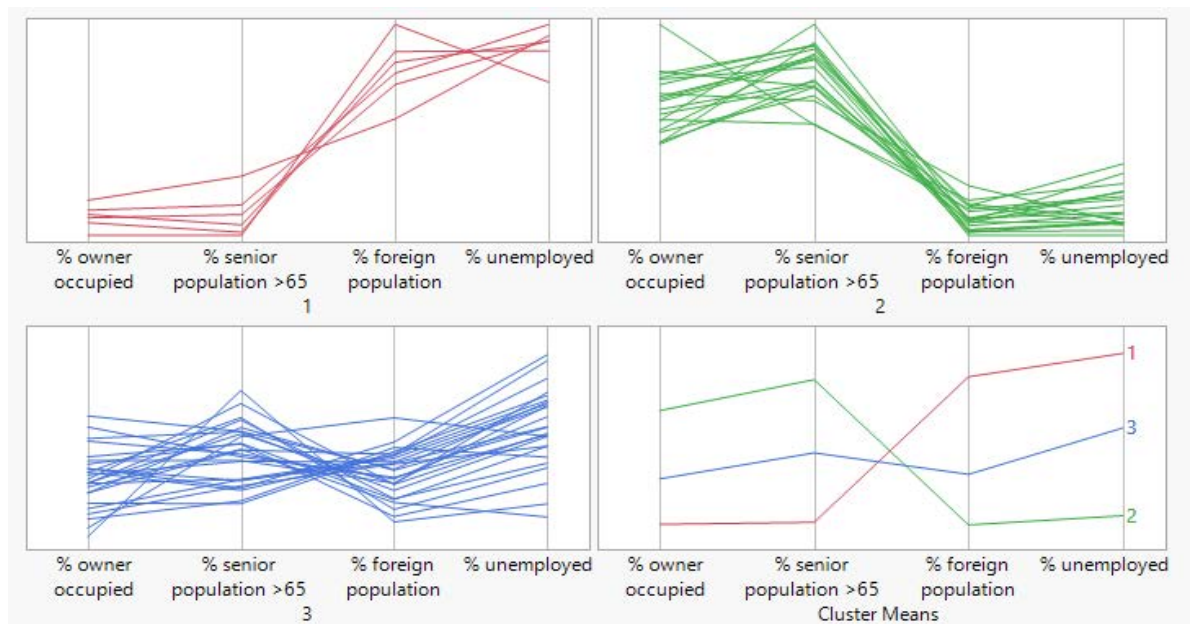 % owner % senior % foreign % unemployed
occupied population >65 population
1
% owner % senior % foreign % unemployed
occupied population >65 population
2
% owner % senior % foreign % unemployed
occupied population >65 population
3
1
3
2
% owner % senior % foreign % unemployed
occupied population >65 population
Cluster Means